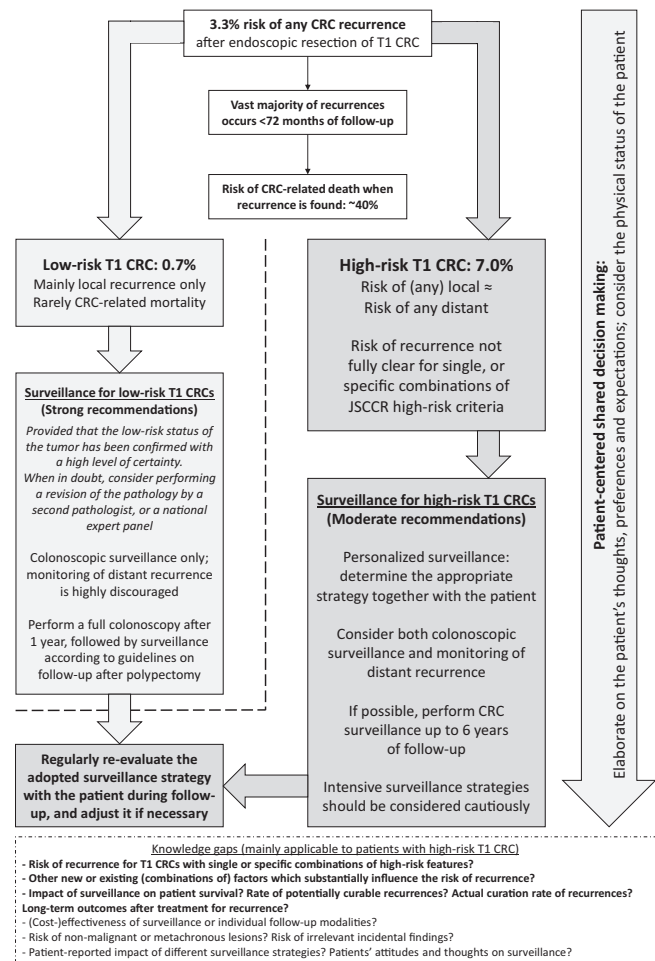 3.3% risk of any CRC recurrence
after endoscopic resection of T1 CRC
Vast majority of recurrences
occurs <72 months of follow-up
Risk of CRC-related death when
recurrence is found: ~40%
Low-risk T1 CRC: 0.7%
Mainly local recurrence only
Rarely CRC-related mortality
High-risk T1 CRC: 7.0%
Risk of (any) local ≈
Risk of any distant
Risk of recurrence not
fully clear for single, or
specific combinations of
JSCCR high-risk criteria
Surveillance for low-risk T1 CRCs
(Strong recommendations)
Provided that the low-risk status of
the tumor has been confirmed with
a high level of certainty.
When in doubt, consider performing
a revision of the pathology by a
second pathologist, or a national
expert panel
Colonoscopic surveillance only;
monitoring of distant recurrence
is highly discouraged
Perform a full colonoscopy after
1 year, followed by surveillance
according to guidelines on
follow-up after polypectomy
Surveillance for high-risk T1 CRCs
(Moderate recommendations)
Personalized surveillance:
determine the appropriate
strategy together with the patient
Consider both colonoscopic
surveillance and monitoring of
distant recurrence
If possible, perform CRC
surveillance up to 6 years
of follow-up
Intensive surveillance strategies
should be considered cautiously
Regularly re-evaluate the
adopted surveillance strategy
with the patient during follow-
up, and adjust it if necessary
Patient-centered shared decision making:
Elaborate on the patient's thoughts, preferences and expectations; consider the physical status of the patient
Knowledge gaps (mainly applicable to patients with high-risk T1 CRC)
- Risk of recurrence for T1 CRCs with single or specific combinations of high-risk features?
- Other new or existing (combinations of) factors which substantially influence the risk of recurrence?
- Impact of surveillance on patient survival? Rate of potentially curable recurrences? Actual curation rate of recurrences?
Long-term outcomes after treatment for recurrence?
- (Cost-)effectiveness of surveillance or individual follow-up modalities?
- Risk of non-malignant or metachronous lesions? Risk of irrelevant incidental findings?
- Patient-reported impact of different surveillance strategies? Patients' attitudes and thoughts on surveillance?